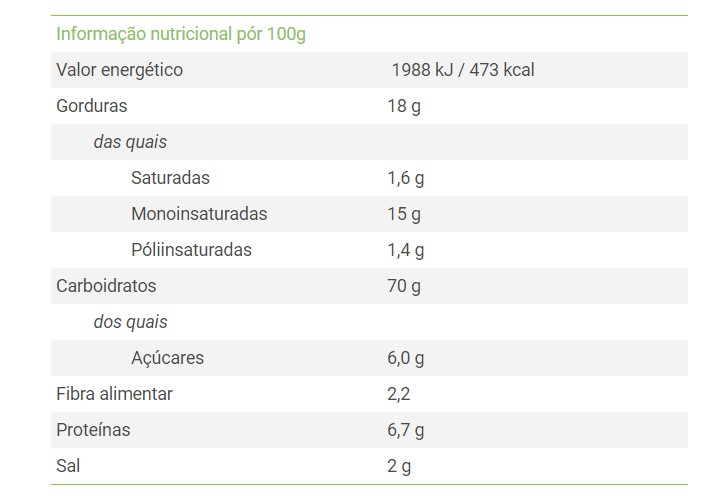 Informação nutricional pór 100g
Valor energético 1988 kJ / 473 kcal
Gorduras 18 g
das quais
Saturadas 1,6 g
Monoinsaturadas 15 g
Póliinsaturadas 1,4 g
Carboidratos 70 g
dos quais
Açúcares 6,0 g
Fibra alimentar 2,2
Proteínas 6,7 g
Sal 2 g